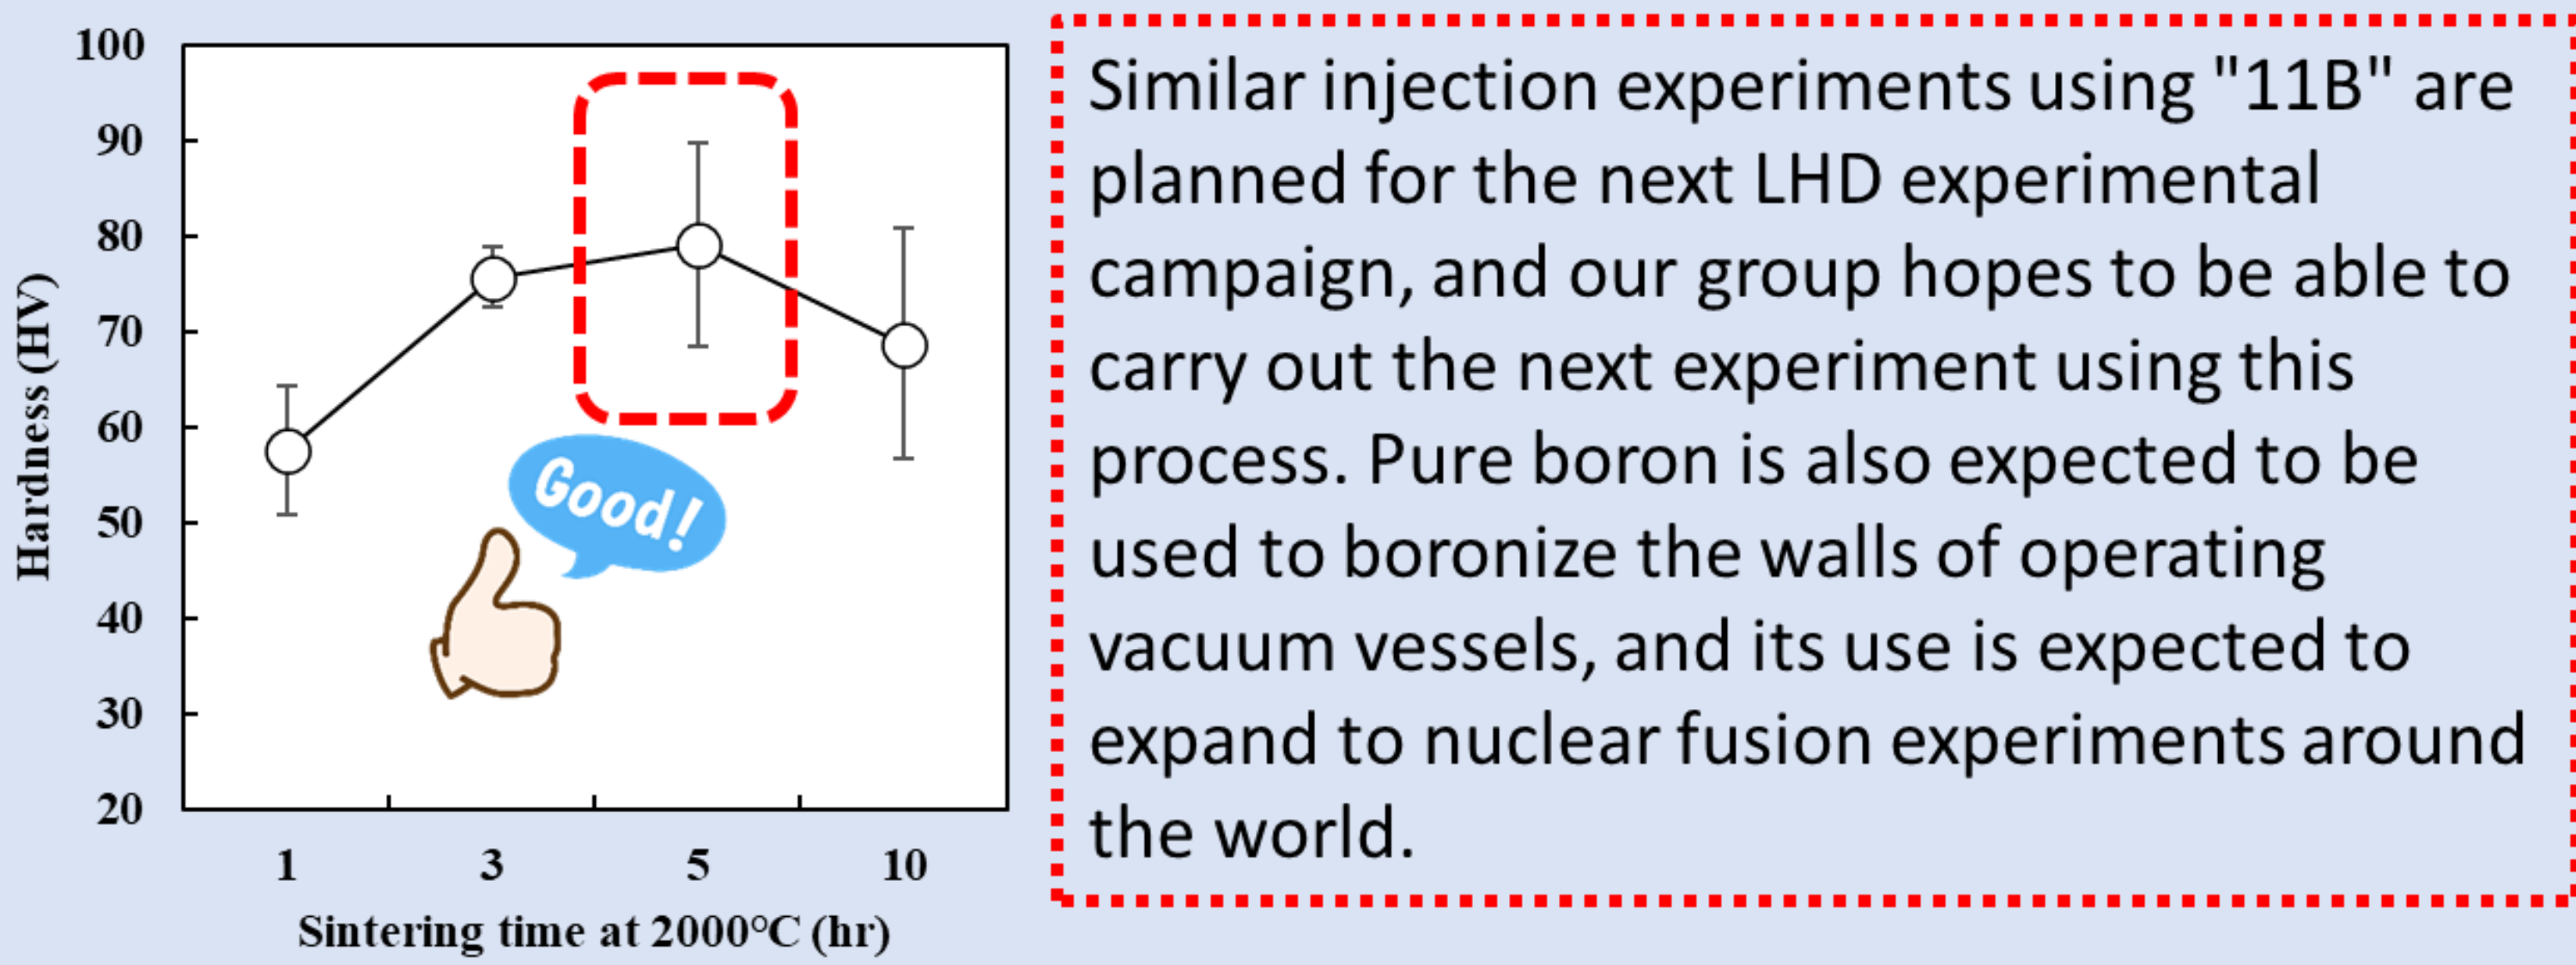 100
90
80
70
60
50
40
30
20
Hardness (HV)
1 3 5 10
Sintering time at 2000°C (hr)
Good!
Similar injection experiments using "11B" are
planned for the next LHD experimental
campaign, and our group hopes to be able to
carry out the next experiment using this
process. Pure boron is also expected to be
used to boronize the walls of operating
vacuum vessels, and its use is expected to
expand to nuclear fusion experiments around
the world.